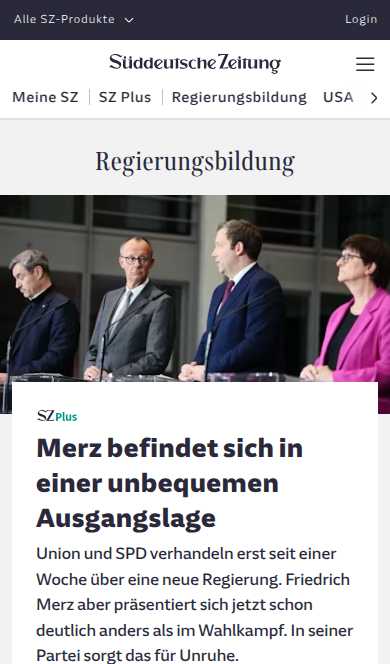 Alle SZ-Produkte
Login
Süddeutsche Zeitung
Meine SZ
SZ Plus
Regierungsbildung
USA
Regierungsbildung
SZ Plus
Merz befindet sich in
einer unbequemen
Ausgangslage
Union und SPD verhandeln erst seit einer
Woche über eine neue Regierung. Friedrich
Merz aber präsentiert sich jetzt schon
deutlich anders als im Wahlkampf. In seiner
Partei sorgt das für Unruhe.